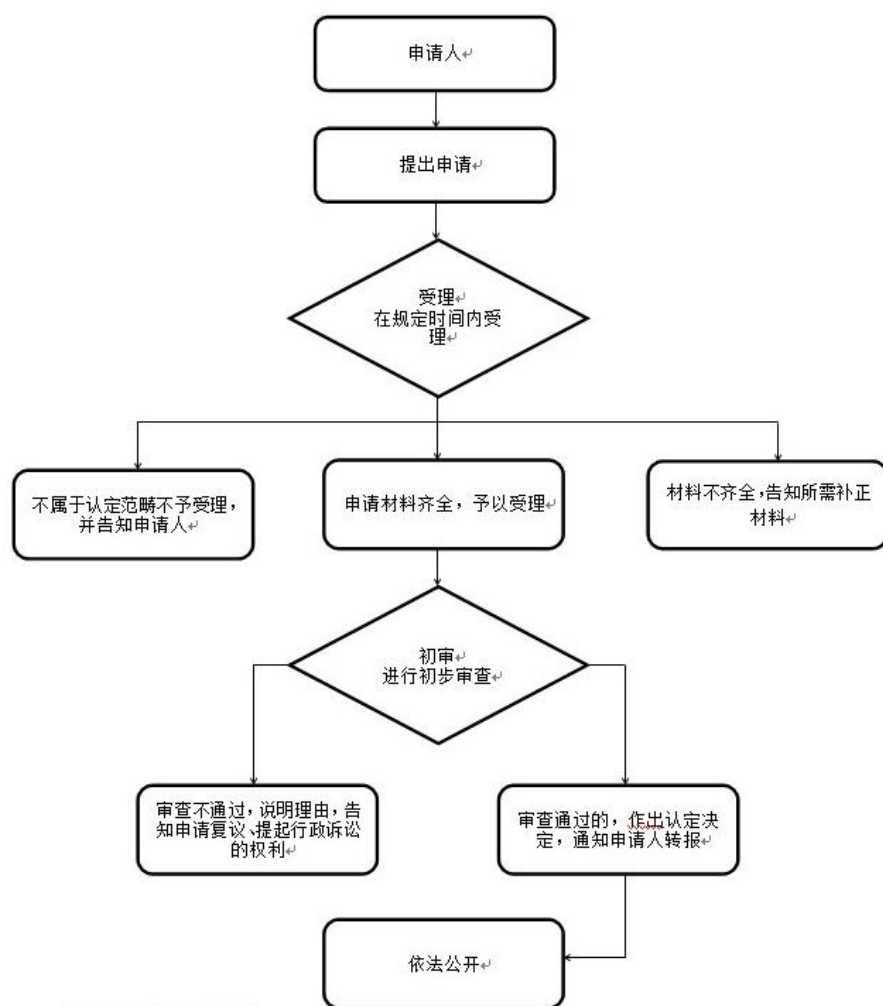 申请人
提出申请
受理
在规定时间内受
理
不属于认定范畴不予受理,
并告知申请人
申请材料齐全，予以受理
材料不齐全,告知所需补正
材料
初审
进行初步审查
审查不通过,说明理由,告
知申请复议、提起行政诉讼
的权利
审查通过的，作出认定决
定，通知申请人转报
依法公开